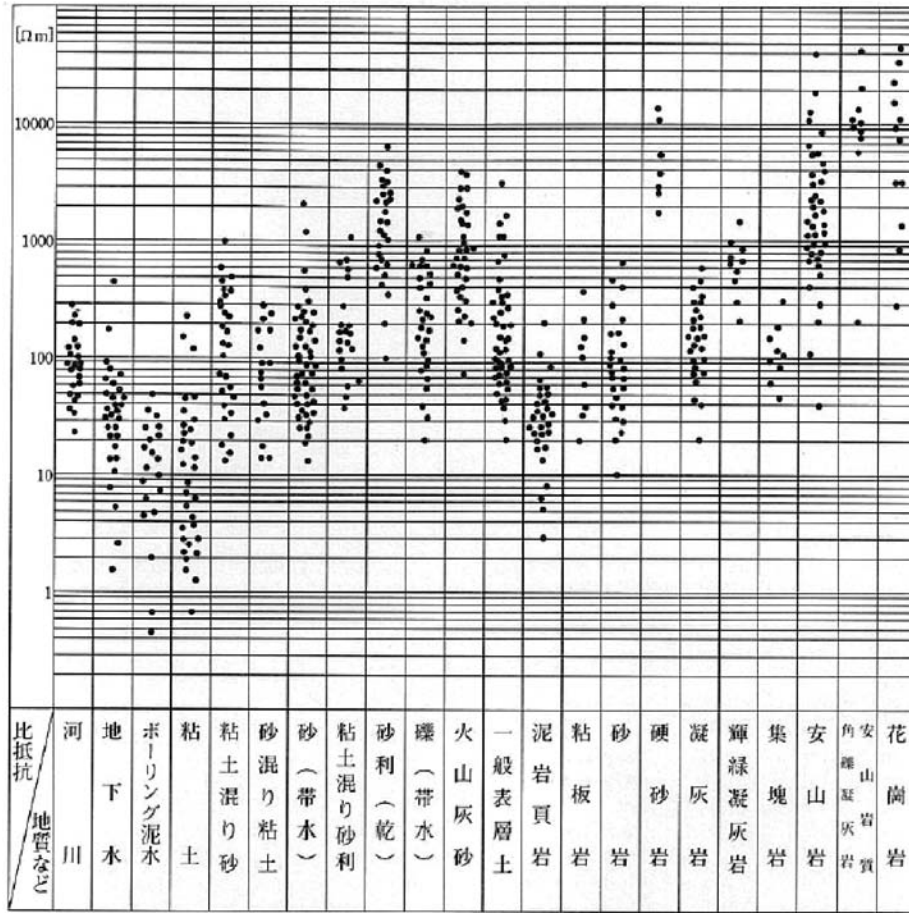 [Ωm]
10000
1000
100
10
1
比抵抗
地質など
河川
地下水
ボーリング泥水
粘土
粘土混り砂
砂混り粘土
砂(帯水)
粘土混り砂利
砂利(乾)
礫(帯水)
火山灰砂
一般表層土
泥岩頁岩
粘板岩
砂岩
硬砂岩
凝灰岩
輝緑凝灰岩
集塊岩
安山岩
安山岩質
角礫凝灰岩
花崗岩